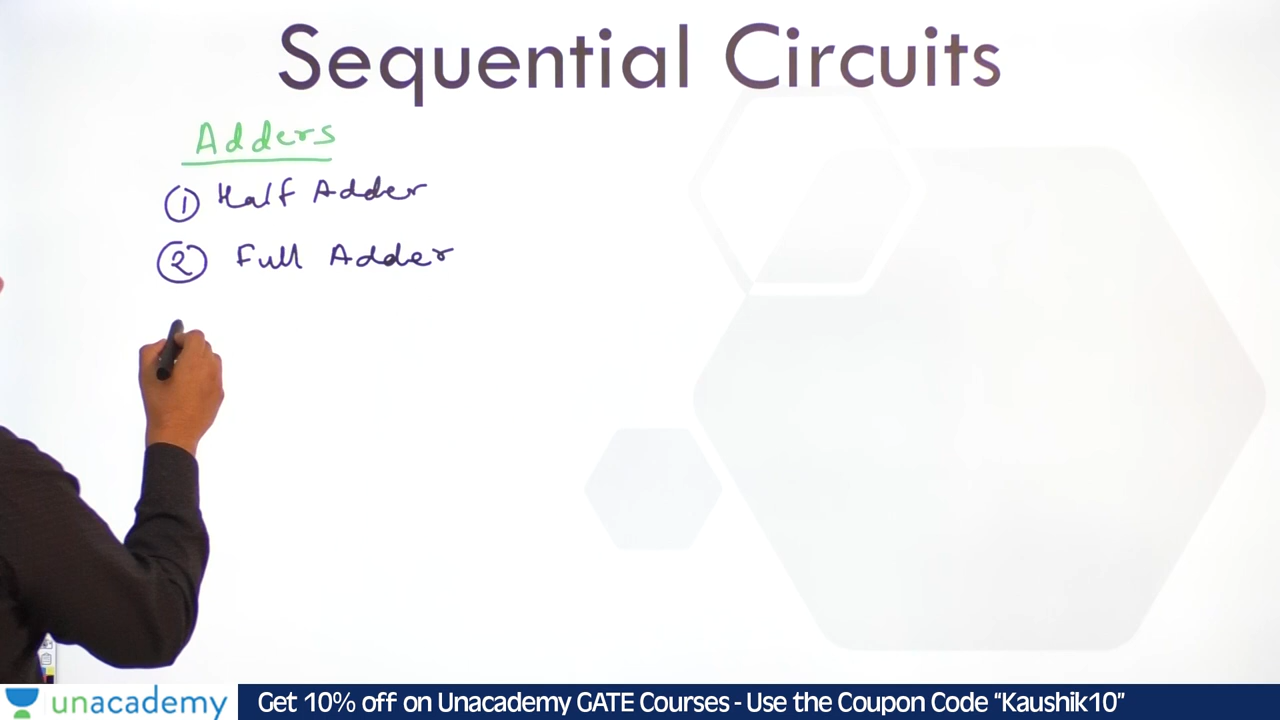 Sequential Circuits
Adders
① Half Adder
② Full Adder
unacademy
Get 10% off on Unacademy GATE Courses - Use the Coupon Code “Kaushik10”